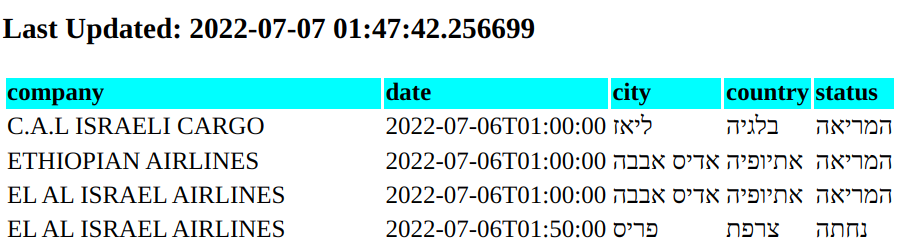 Last Updated: 2022-07-07 01:47:42.256699
company date city country status
C.A.L ISRAELI CARGO 2022-07-06T01:00:00 ליאז בלגיה המריאה
ETHIOPIAN AIRLINES 2022-07-06T01:00:00 אדיס אבבה אתיופיה המריאה
EL AL ISRAEL AIRLINES 2022-07-06T01:00:00 אדיס אבבה אתיופיה המריאה
EL AL ISRAEL AIRLINES 2022-07-06T01:50:00 פריס צרפת נחתה